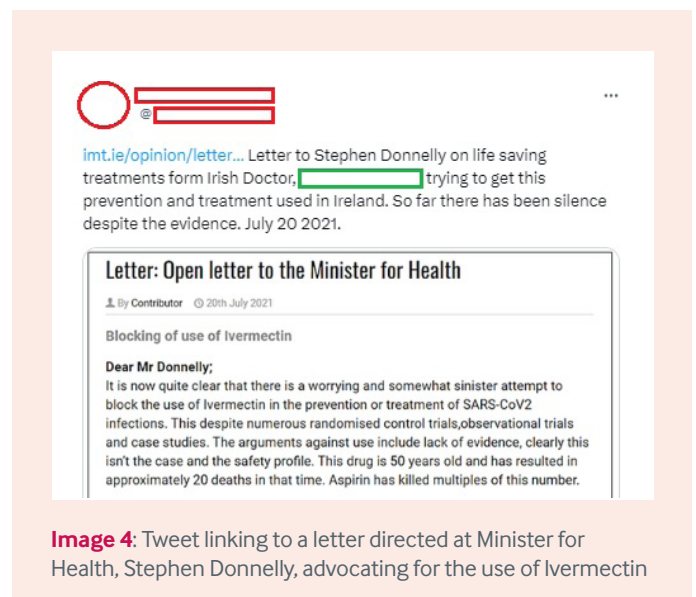 ...
@
imt.ie/opinion/letter... Letter to Stephen Donnelly on life saving
treatments form Irish Doctor, trying to get this
prevention and treatment used in Ireland. So far there has been silence
despite the evidence. July 20 2021.
Letter: Open letter to the Minister for Health
By Contributor 20th July 2021
Blocking of use of Ivermectin
Dear Mr Donnelly;
It is now quite clear that there is a worrying and somewhat sinister attempt to
block the use of Ivermectin in the prevention or treatment of SARS-CoV2
infections. This despite numerous randomised control trials,observational trials
and case studies. The arguments against use include lack of evidence, clearly this
isn't the case and the safety profile. This drug is 50 years old and has resulted in
approximately 20 deaths in that time. Aspirin has killed multiples of this number.
Image 4: Tweet linking to a letter directed at Minister for
Health, Stephen Donnelly, advocating for the use of Ivermectin